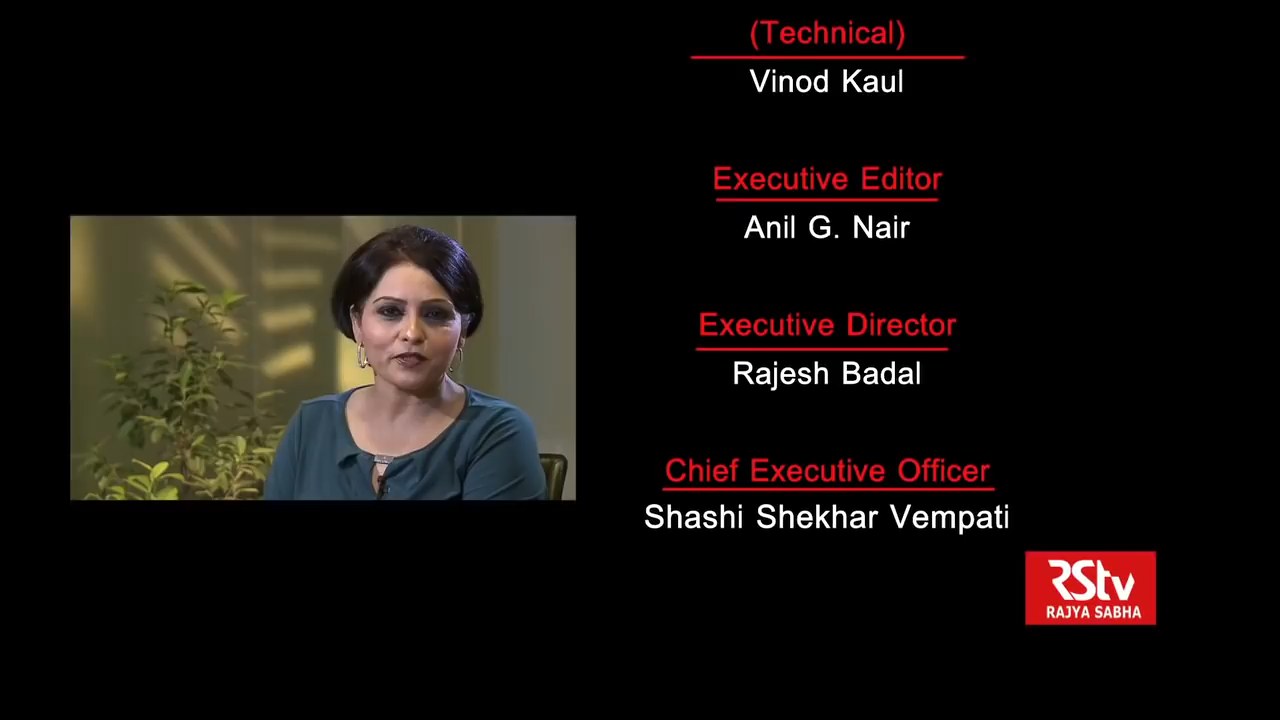 (Technical)
Vinod Kaul
Executive Editor
Anil G. Nair
Executive Director
Rajesh Badal
Chief Executive Officer
Shashi Shekhar Vempati
RStv
RAJYA SABHA